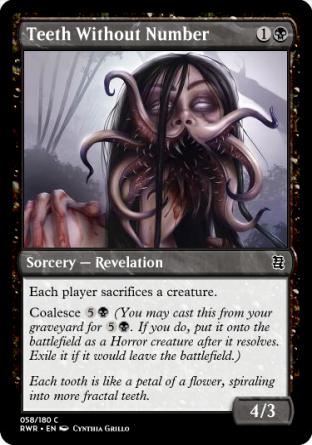 Teeth Without Number 1
Sorcery — Revelation
Each player sacrifices a creature.
Coalesce 5 (You may cast this from your
graveyard for 5. If you do, put it onto the
battlefield as a Horror creature after it resolves.
Exile it if it would leave the battlefield.)
Each tooth is like a petal of a flower, spiraling
into more fractal teeth.
4/3
058/180 C
RWR • EN Cynthia Grillo